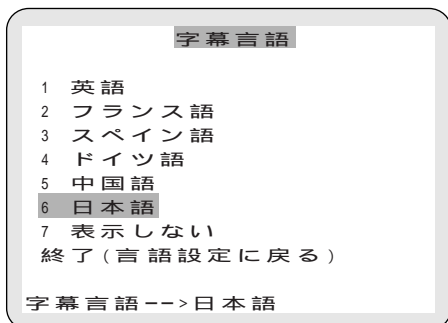 字幕言語
1 英語
2 フランス語
3 スペイン語
4 ドイツ語
5 中国語
6 日本語
7 表示しない
終了(言語設定に戻る)
字幕言語-->日本語